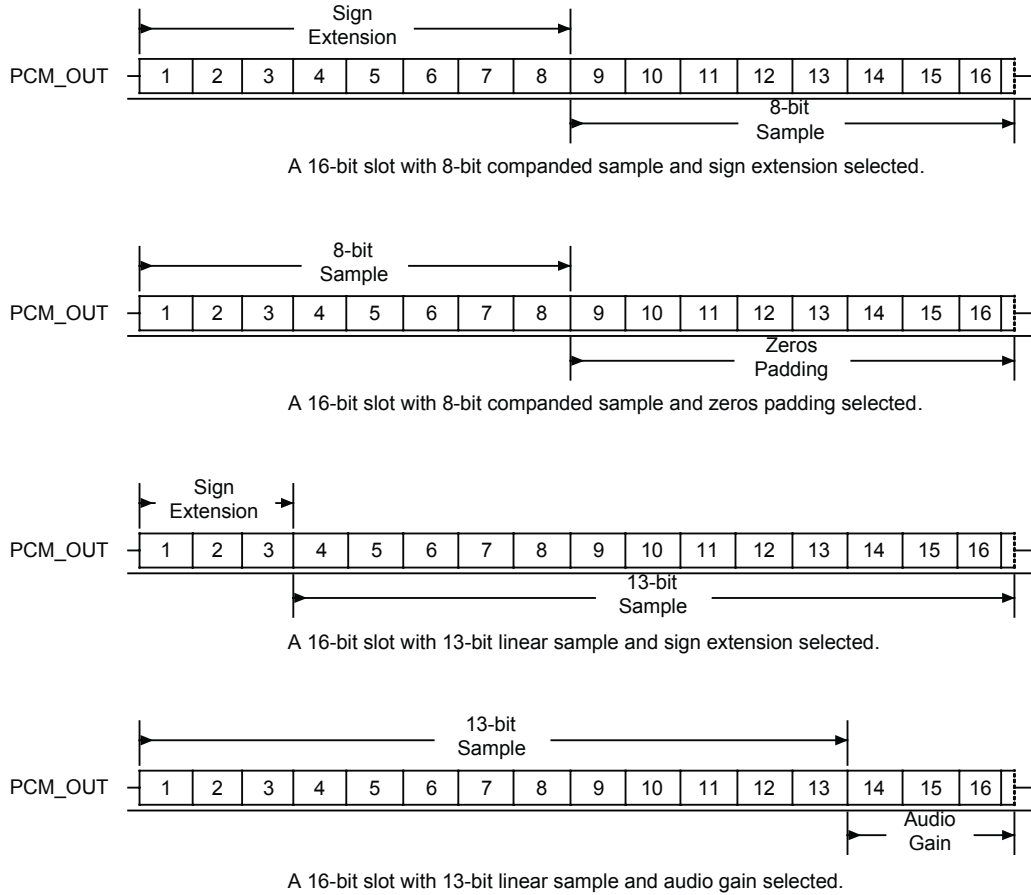 Sign
Extension
PCM_OUT 1 2 3 4 5 6 7 8 9 10 11 12 13 14 15 16
8-bit
Sample
A 16-bit slot with 8-bit companded sample and sign extension selected.
8-bit
Sample
PCM_OUT 1 2 3 4 5 6 7 8 9 10 11 12 13 14 15 16
Zeros
Padding
A 16-bit slot with 8-bit companded sample and zeros padding selected.
Sign
Extension
PCM_OUT 1 2 3 4 5 6 7 8 9 10 11 12 13 14 15 16
13-bit
Sample
A 16-bit slot with 13-bit linear sample and sign extension selected.
13-bit
Sample
PCM_OUT 1 2 3 4 5 6 7 8 9 10 11 12 13 14 15 16
Audio
Gain
A 16-bit slot with 13-bit linear sample and audio gain selected.